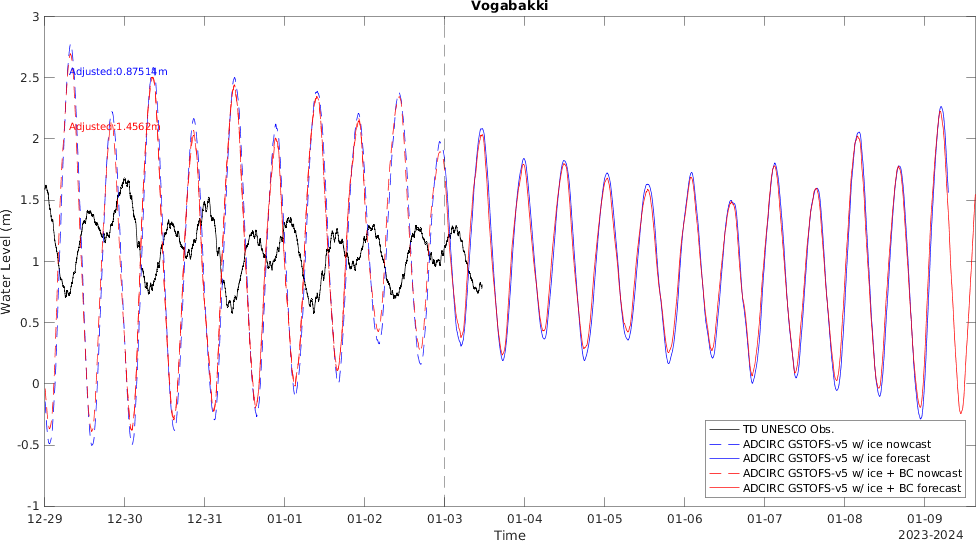 Vogabakki
3
2.5
2
1.5
1
0.5
0
-0.5
-1
Water Level (m)
Adjusted:0.87514m
Adjusted:1.4562m
TD UNESCO Obs.
ADCIRC GSTOFS-v5 w/ ice nowcast
ADCIRC GSTOFS-v5 w/ ice forecast
ADCIRC GSTOFS-v5 w/ ice + BC nowcast
ADCIRC GSTOFS-v5 w/ ice + BC forecast
12-29 12-30 12-31 01-01 01-02 01-03 01-04 01-05 01-06 01-07 01-08 01-09
Time
2023-2024